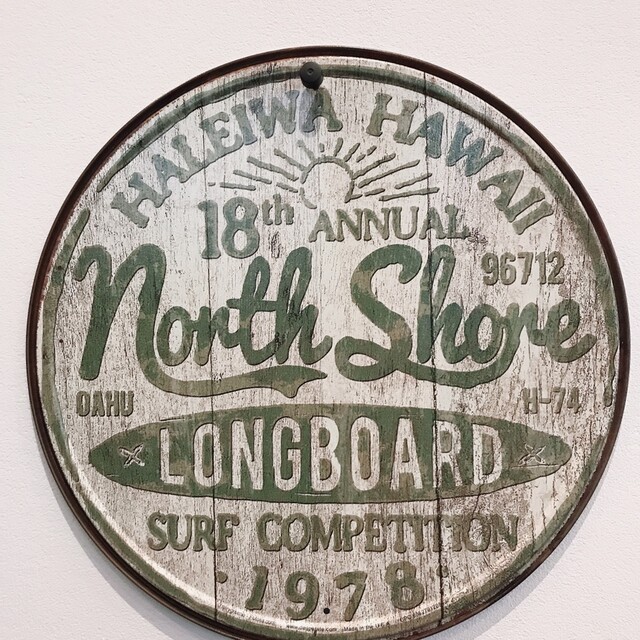 HALEIWA HAWAII
18th ANNUAL
96712
North Shore
OAHU H-74
LONGBOARD
SURF COMPETITION
1978